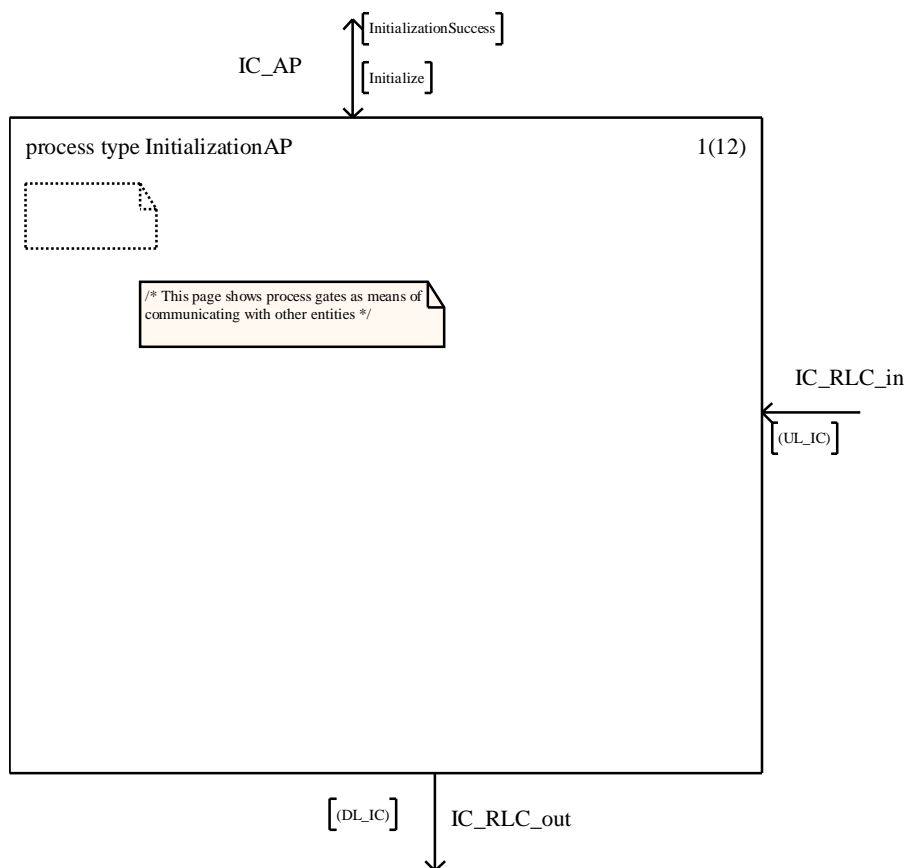 [InitializationSuccess]
IC_AP
[Initialize]
process type InitializationAP
1(12)
/* This page shows process gates as means of
communicating with other entities */
IC_RLC_in
[(UL_IC)]
[(DL_IC)]
IC_RLC_out